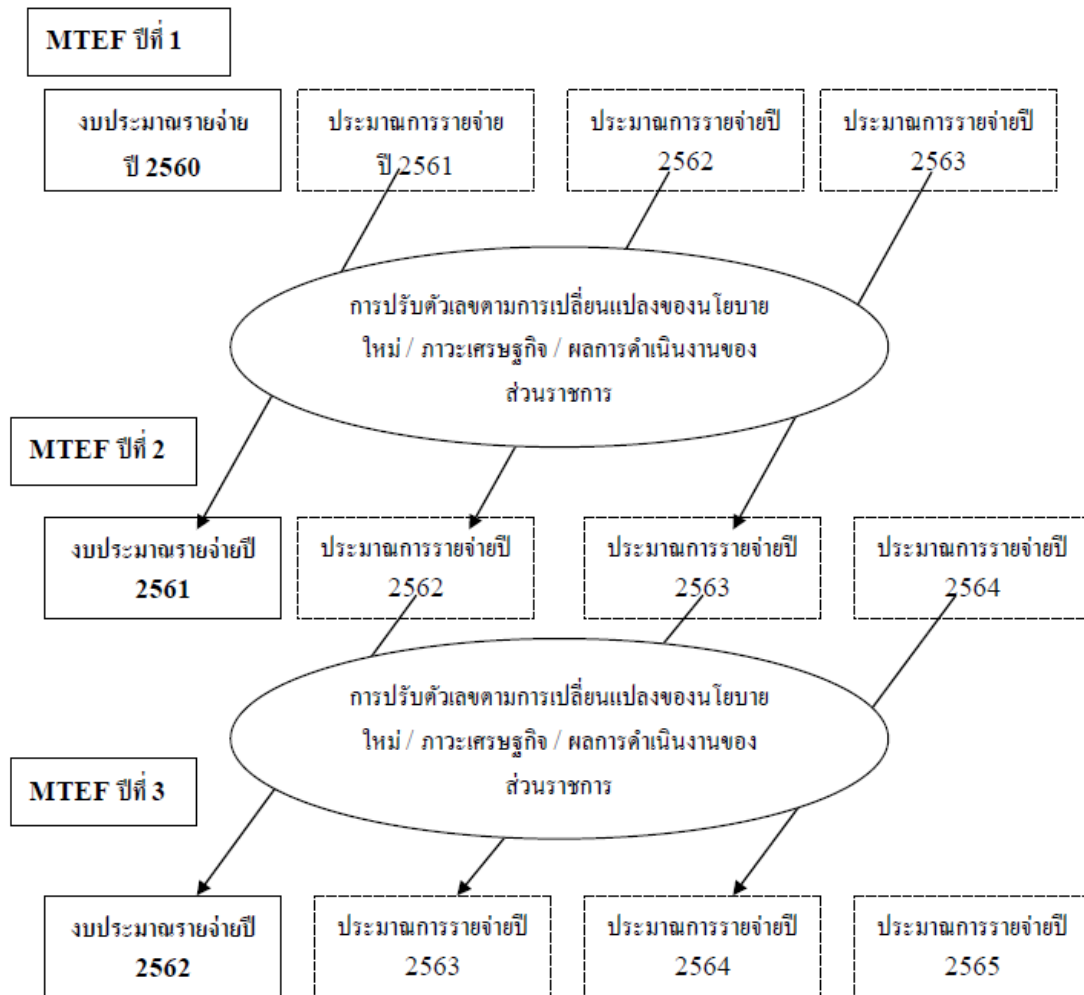 MTEF ปีที่ 1
งบประมาณรายจ่าย
ปี 2560
ประมาณการรายจ่าย
ปี 2561
ประมาณการรายจ่ายปี
2562
ประมาณการรายจ่ายปี
2563
การปรับตัวเลขตามการเปลี่ยนแปลงของนโยบาย
ใหม่ / ภาวะเศรษฐกิจ / ผลการดำเนินงานของ
ส่วนราชการ
MTEF ปีที่ 2
งบประมาณรายจ่ายปี
2561
ประมาณการรายจ่ายปี
2562
ประมาณการรายจ่ายปี
2563
ประมาณการรายจ่ายปี
2564
การปรับตัวเลขตามการเปลี่ยนแปลงของนโยบาย
ใหม่ / ภาวะเศรษฐกิจ / ผลการดำเนินงานของ
ส่วนราชการ
MTEF ปีที่ 3
งบประมาณรายจ่ายปี
2562
ประมาณการรายจ่ายปี
2563
ประมาณการรายจ่ายปี
2564
ประมาณการรายจ่ายปี
2565